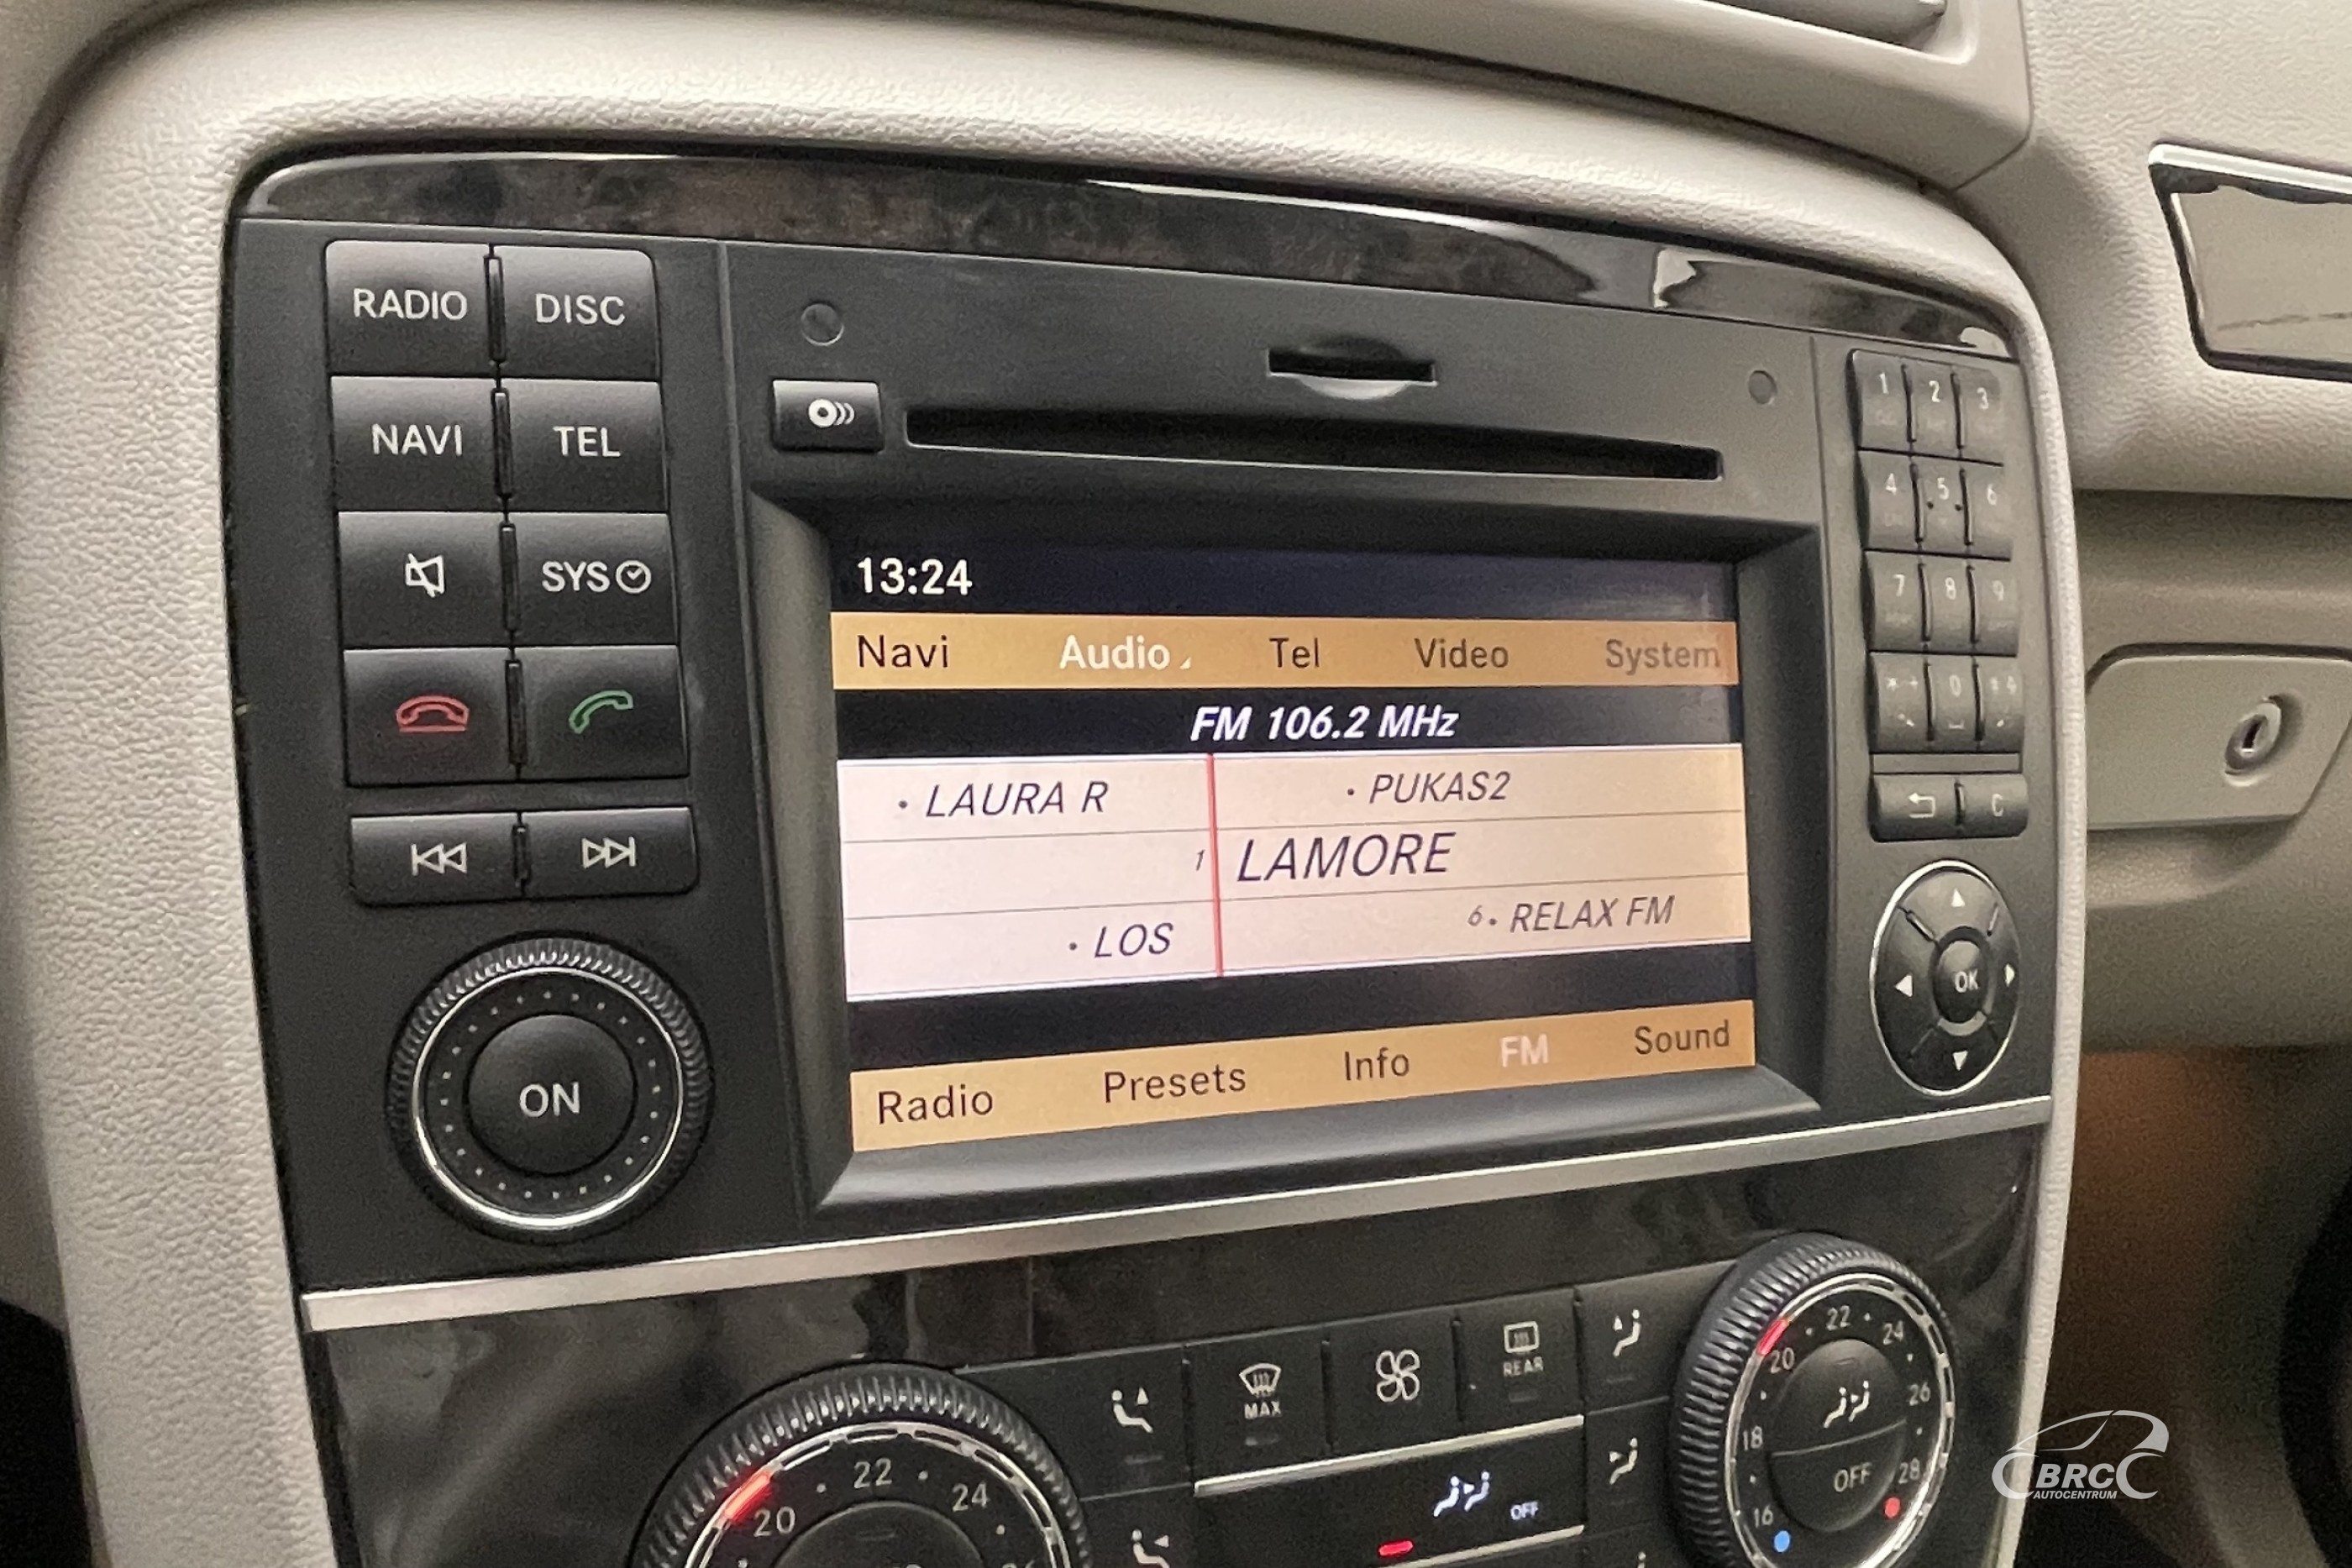 RADIO DISC
NAVI TEL
SYS
ON
1 2 3
4 5 6
7 8 9
* 0 #
C
OK
13:24
Navi Audio Tel Video System
FM 106.2 MHz
· LAURA R · PUKAS2
1 LAMORE
· LOS 6· RELAX FM
Radio Presets Info FM Sound
MAX
REAR
OFF
20 22 24
16 18 20 22 24 26 28
OFF
BRC
AUTOCENTRUM